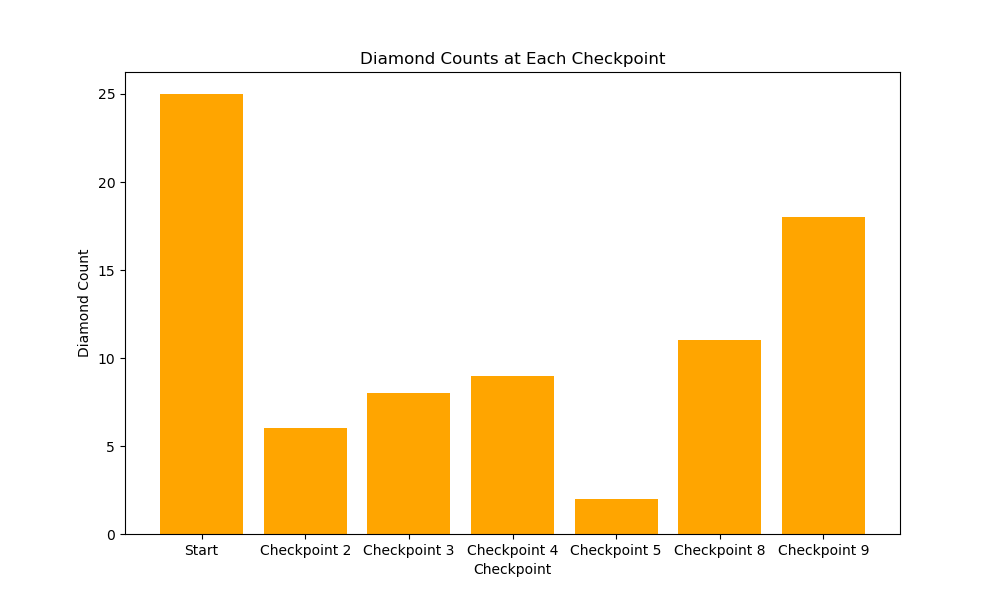 Diamond Counts at Each Checkpoint
Diamond Count
25
20
15
10
5
0
Start Checkpoint 2 Checkpoint 3 Checkpoint 4 Checkpoint 5 Checkpoint 8 Checkpoint 9
Checkpoint